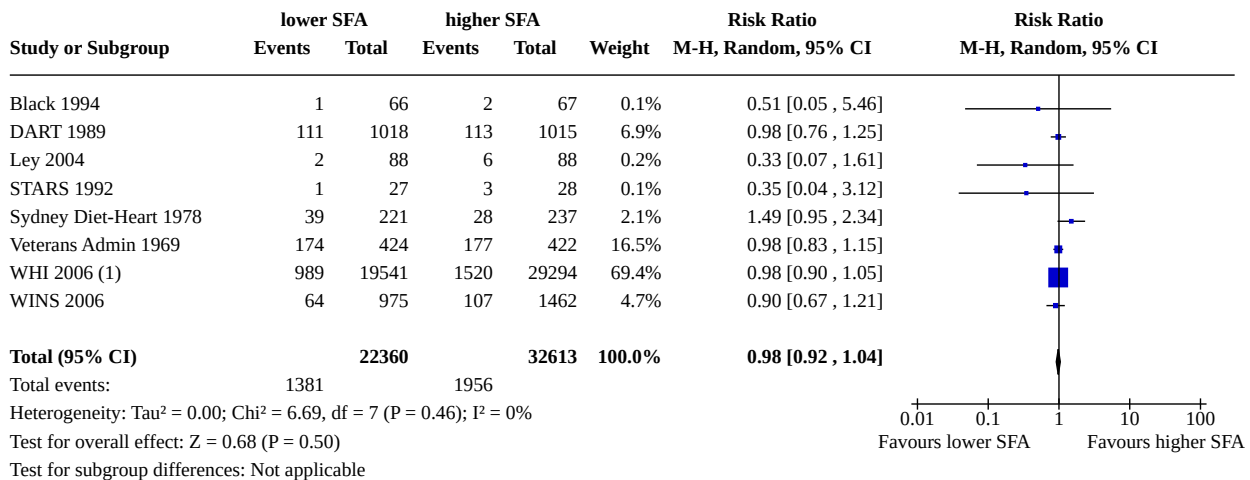 lower SFA higher SFA Risk Ratio Risk Ratio
Study or Subgroup Events Total Events Total Weight M-H, Random, 95% CI M-H, Random, 95% CI
Black 1994 1 66 2 67 0.1% 0.51 [0.05 , 5.46]
DART 1989 111 1018 113 1015 6.9% 0.98 [0.76 , 1.25]
Ley 2004 2 88 6 88 0.2% 0.33 [0.07 , 1.61]
STARS 1992 1 27 3 28 0.1% 0.35 [0.04 , 3.12]
Sydney Diet-Heart 1978 39 221 28 237 2.1% 1.49 [0.95 , 2.34]
Veterans Admin 1969 174 424 177 422 16.5% 0.98 [0.83 , 1.15]
WHI 2006 (1) 989 19541 1520 29294 69.4% 0.98 [0.90 , 1.05]
WINS 2006 64 975 107 1462 4.7% 0.90 [0.67 , 1.21]
Total (95% CI) 22360 32613 100.0% 0.98 [0.92 , 1.04]
Total events: 1381 1956
Heterogeneity: Tau² = 0.00; Chi² = 6.69, df = 7 (P = 0.46); I² = 0%
0.01 0.1 1 10 100
Test for overall effect: Z = 0.68 (P = 0.50)
Favours lower SFA Favours higher SFA
Test for subgroup differences: Not applicable